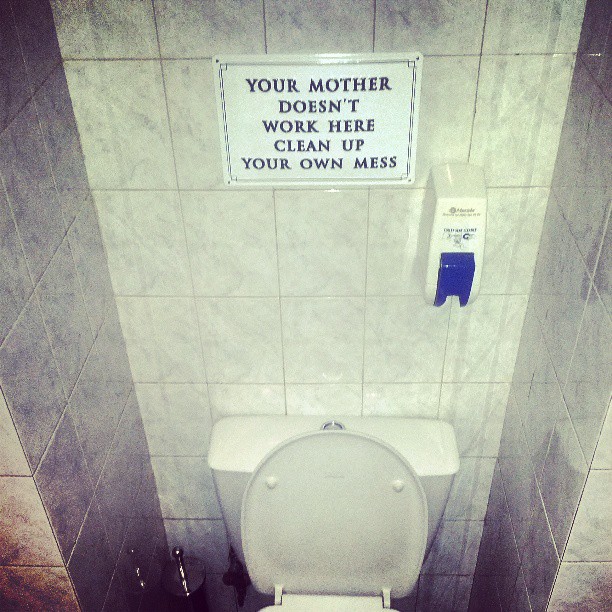 YOUR MOTHER
DOESN'T
WORK HERE
CLEAN UP
YOUR OWN MESS